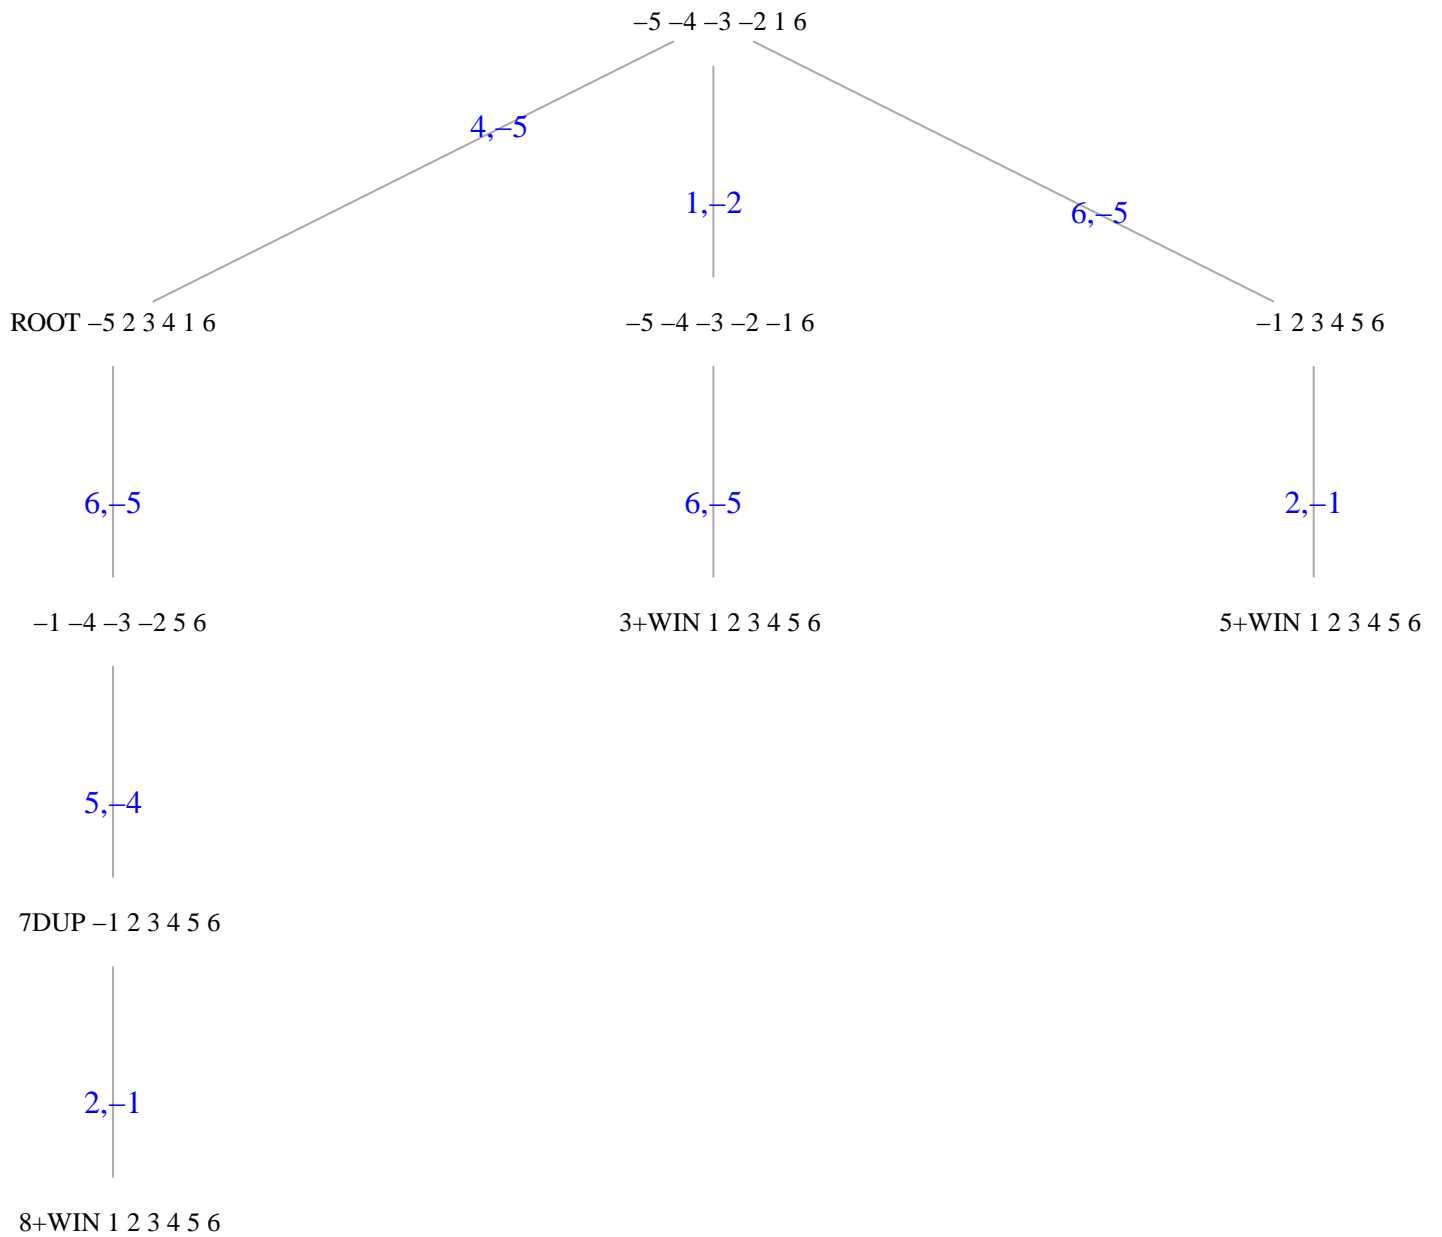 –5 –4 –3 –2 1 6
4,–5
1,–2
6,–5
ROOT –5 2 3 4 1 6
–5 –4 –3 –2 –1 6
–1 2 3 4 5 6
6,–5
6,–5
2,–1
–1 –4 –3 –2 5 6
3+WIN 1 2 3 4 5 6
5+WIN 1 2 3 4 5 6
5,–4
7DUP –1 2 3 4 5 6
2,–1
8+WIN 1 2 3 4 5 6